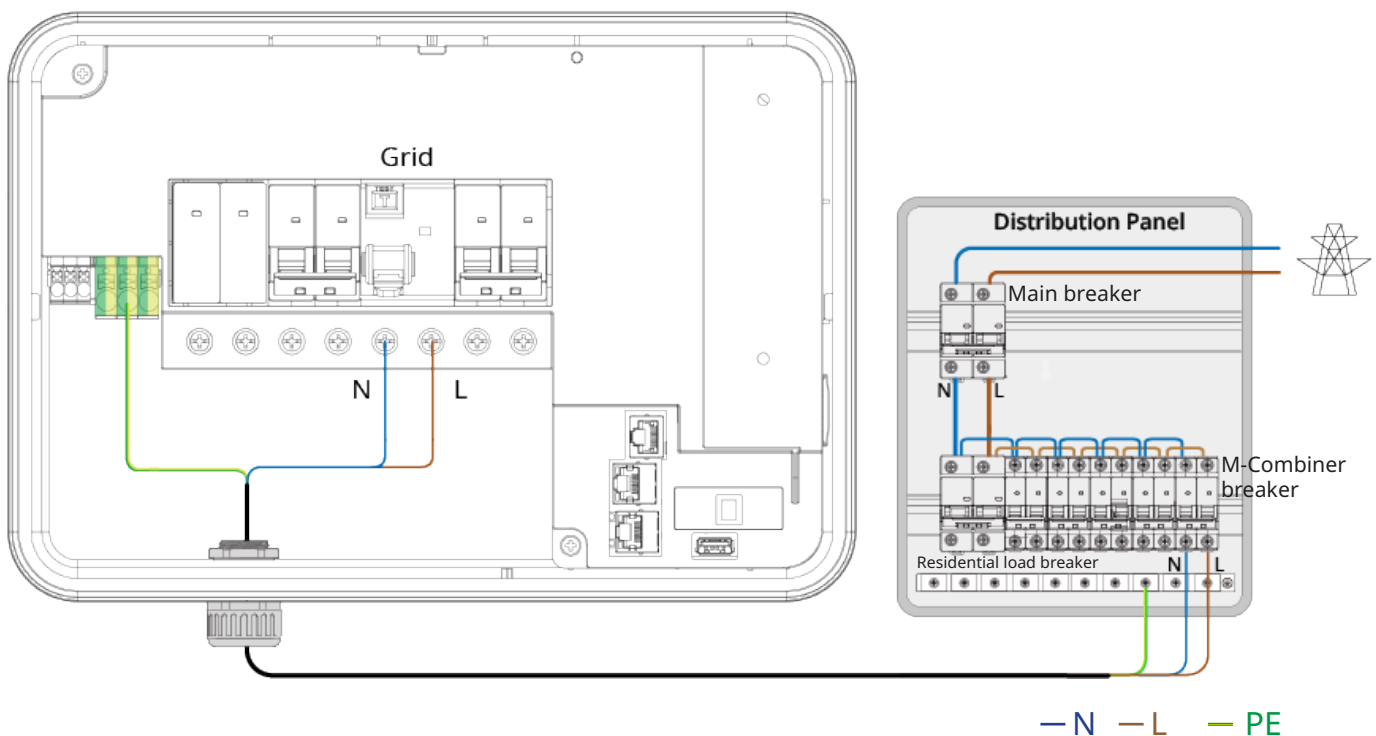 Grid
Distribution Panel
Main breaker
N L
N L
M-Combiner
breaker
Residential load breaker
N L
N L PE